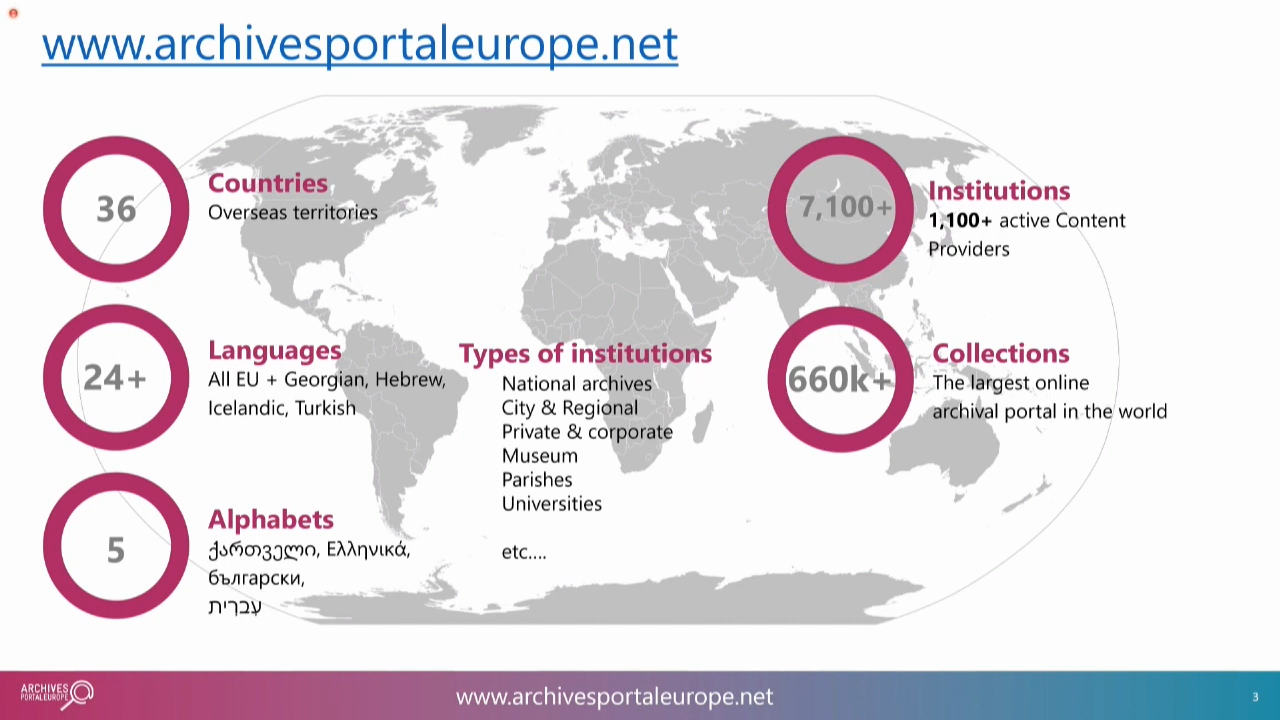 www.archivesportaleurope.net
36
Countries
Overseas territories
24+
Languages
All EU + Georgian, Hebrew,
Icelandic, Turkish
5
Alphabets
ქართველი, Ελληνικά,
български,
עִברִית
Types of institutions
National archives
City & Regional
Private & corporate
Museum
Parishes
Universities
etc....
7,100+
Institutions
1,100+ active Content
Providers
660k+
Collections
The largest online
archival portal in the world
ARCHIVES
PORTALEUROPE
www.archivesportaleurope.net
3